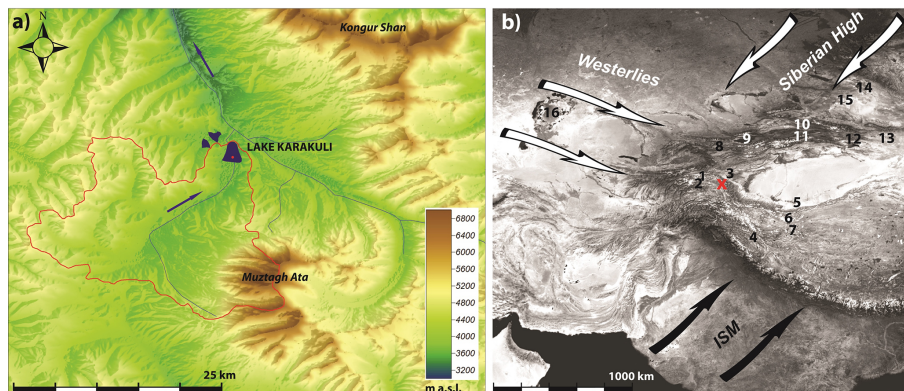 a)
N
Kongur Shan
LAKE KARAKULI
Muztagh Ata
6800
6400
6000
5600
5200
4800
4400
4000
3600
3200
m a.s.l.
25 km
b)
Westerlies
Siberian High
16
14
15
10
8
9
11
12
13
1
3
2
X
5
6
4
7
ISM
1000 km